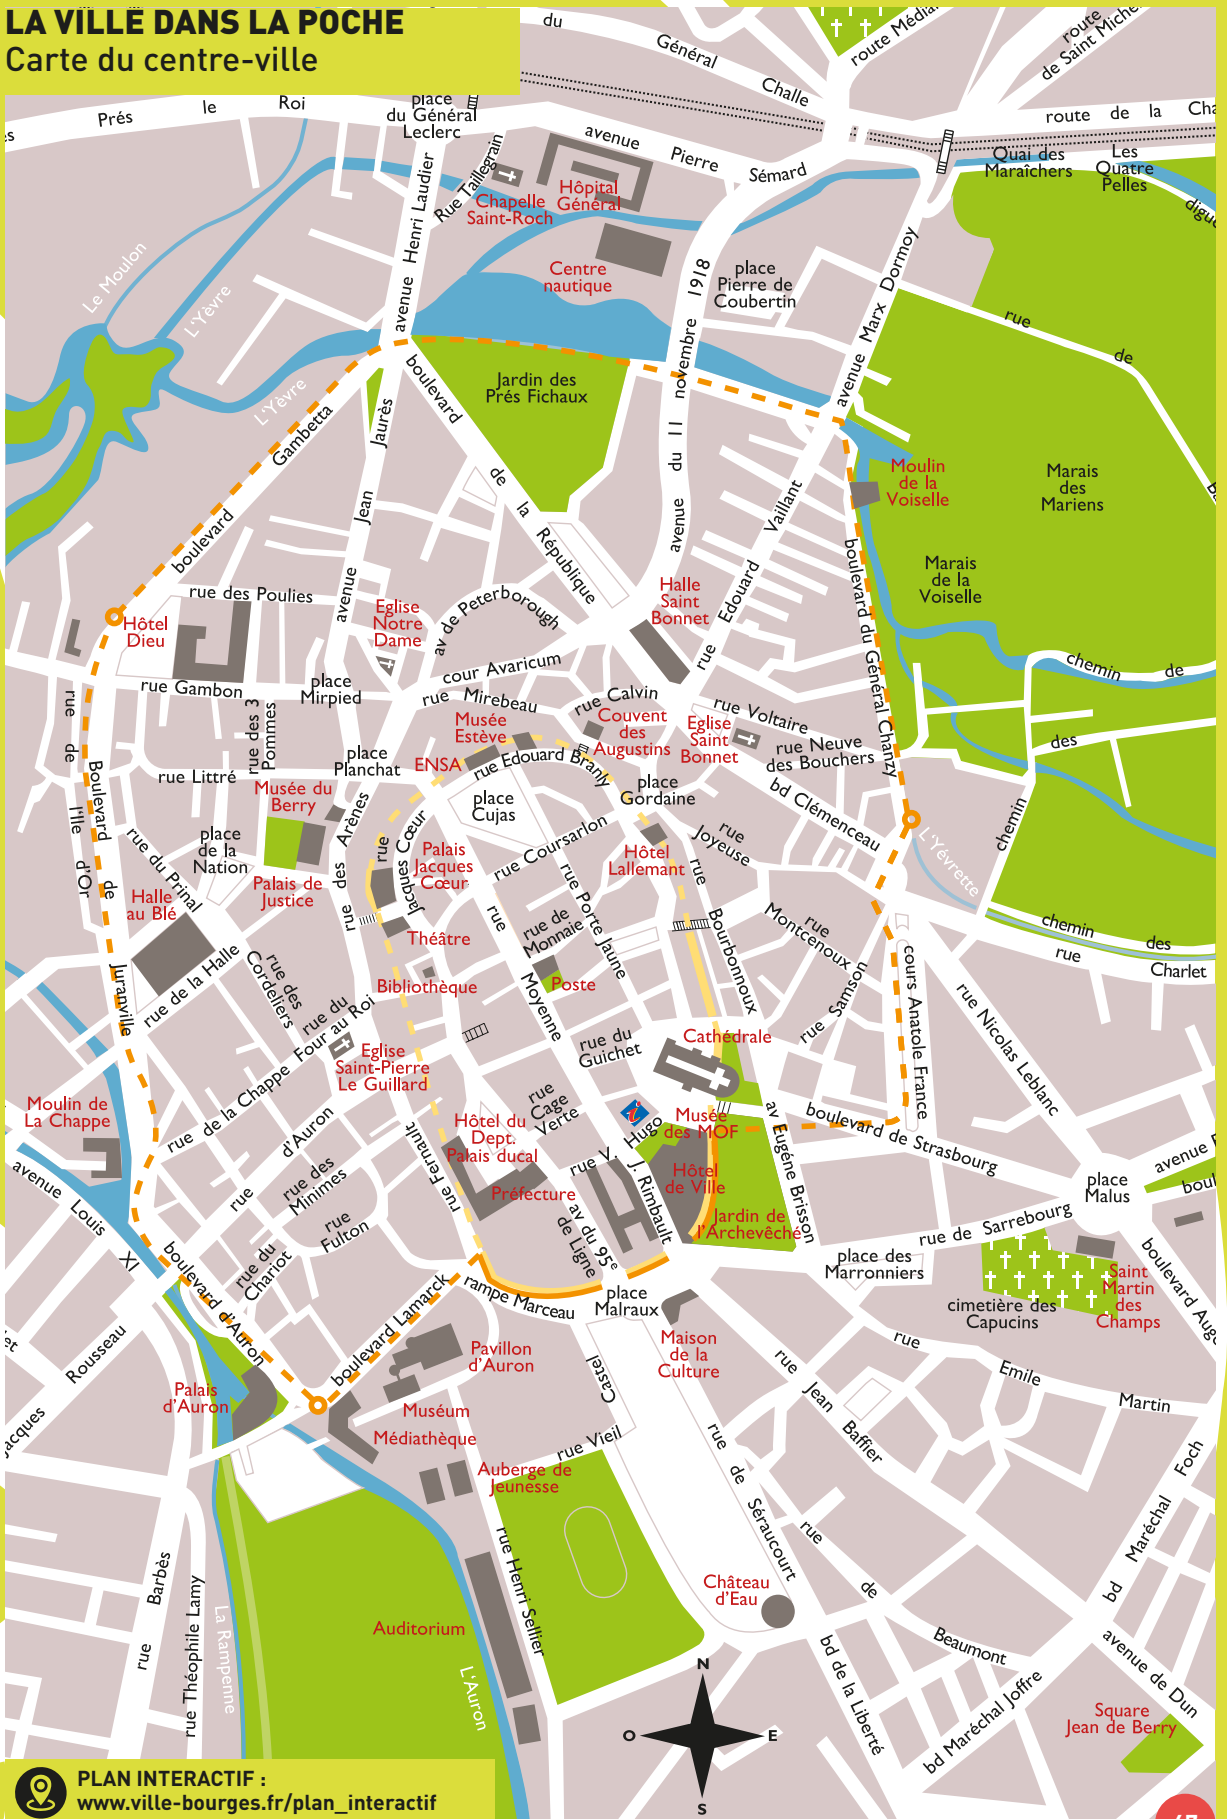 LA VILLE DANS LA POCHE
Carte du centre-ville
du
Général
Challe
route
de Saint
Prés
le
Roi
place
du Général
Leclerc
avenue
Pierre
Sémard
route de la
Quai des
Maraîchers
Les
Quatre
Pelles
Rue Taillegrain
Chapelle
Saint-Roch
Hôpital
Général
avenue Henri Laudier
Centre
nautique
place
Pierre de
Coubertin
avenue Marx Dormoy
Le Moulon
L'Yèvre
L'Yèvre
rue
de
boulevard
Gambetta
Jardin des
Prés Fichaux
avenue
Jean
Jaurès
boulevard
de
la
République
avenue
du 11
novembre
1918
Moulin
de la
Voiselle
Marais
des
Mariens
Marais
de la
Voiselle
rue
Edouard
Vaillant
boulevard du Général Chanzy
rue des Poulies
Hôtel
Dieu
Eglise
Notre
Dame
av de Peterborough
Halle
Saint
Bonnet
rue Gambon
place
Mirpied
cour Avaricum
rue Mirebeau
rue Calvin
rue Voltaire
chemin
de
des
chemin
rue
de
l'Ile
d'Or
rue des 3
Pommes
Musée
Estève
Couvent
des
Augustins
Eglise
Saint
Bonnet
rue Neuve
des Bouchers
rue Littré
place
Planchat
ENSA
rue Edouard Branly
place
Gordaine
bd Clémenceau
Boulevard
de
Juranville
Musée du
Berry
rue des
Arènes
place
Cujas
rue du Prinal
place
de la
Nation
Palais de
Justice
rue
Jacques Cœur
Palais
Jacques
Cœur
rue Coursarlon
Hôtel
Lallemant
rue
Joyeuse
L'Yévrette
Halle
au Blé
Théâtre
rue
Moyenne
rue de
Monnaie
rue Porte Jaune
rue
Bourbonnoux
rue
Montcenoux
chemin
des
rue
Charlet
rue de la Halle
rue des
Cordeliers
Bibliothèque
Poste
rue Samson
cours Anatole France
rue Nicolas Leblanc
rue du
Four au Roi
Eglise
Saint-Pierre
Le Guillard
rue du
Guichet
Cathédrale
Moulin de
La Chappe
rue de la Chappe
rue
d'Auron
rue Fernault
Hôtel du
Dept.
Palais ducal
rue
Cage
Verte
i
Musée
des MOF
av Eugéne Brisson
boulevard de Strasbourg
avenue
Louis
XI
rue des
Minimes
Préfecture
rue V. Hugo
J. Rimbault
Hôtel
de Ville
place
Malus
avenue
rue
Fulton
av du 95e
de Ligne
Jardin de
l'Archevêché
rue de Sarrebourg
boulevard d'Auron
rue du
Chariot
boulevard Lamarck
rampe Marceau
place
Malraux
place des
Marronniers
Saint
Martin
des
Champs
cimetière des
Capucins
Rousseau
Pavillon
d'Auron
Maison
de la
Culture
rue
Emile
Martin
Palais
d'Auron
Castel
rue
Jean
Baffier
Jacques
Muséum
Médiathèque
rue Vieil
Auberge de
Jeunesse
rue
de
Séraucourt
bd
Maréchal
Foch
rue
Barbès
rue Théophile Lamy
La Rampenne
rue Henri Sellier
rue
de
Beaumont
Château
d'Eau
Auditorium
L'Auron
bd de la Liberté
bd Maréchal Joffre
avenue de Dun
Square
Jean de Berry
N
O
E
S
PLAN INTERACTIF :
www.ville-bourges.fr/plan_interactif